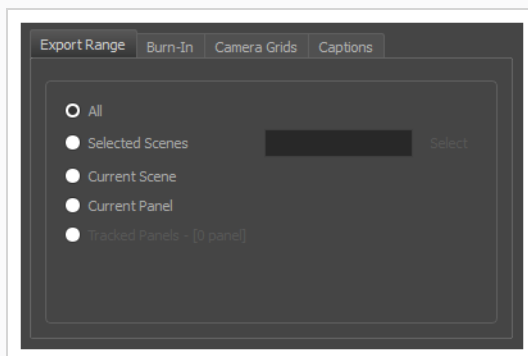 Export Range Burn-In Camera Grids Captions
All
Selected Scenes Select
Current Scene
Current Panel
Tracked Panels - [0 panel]